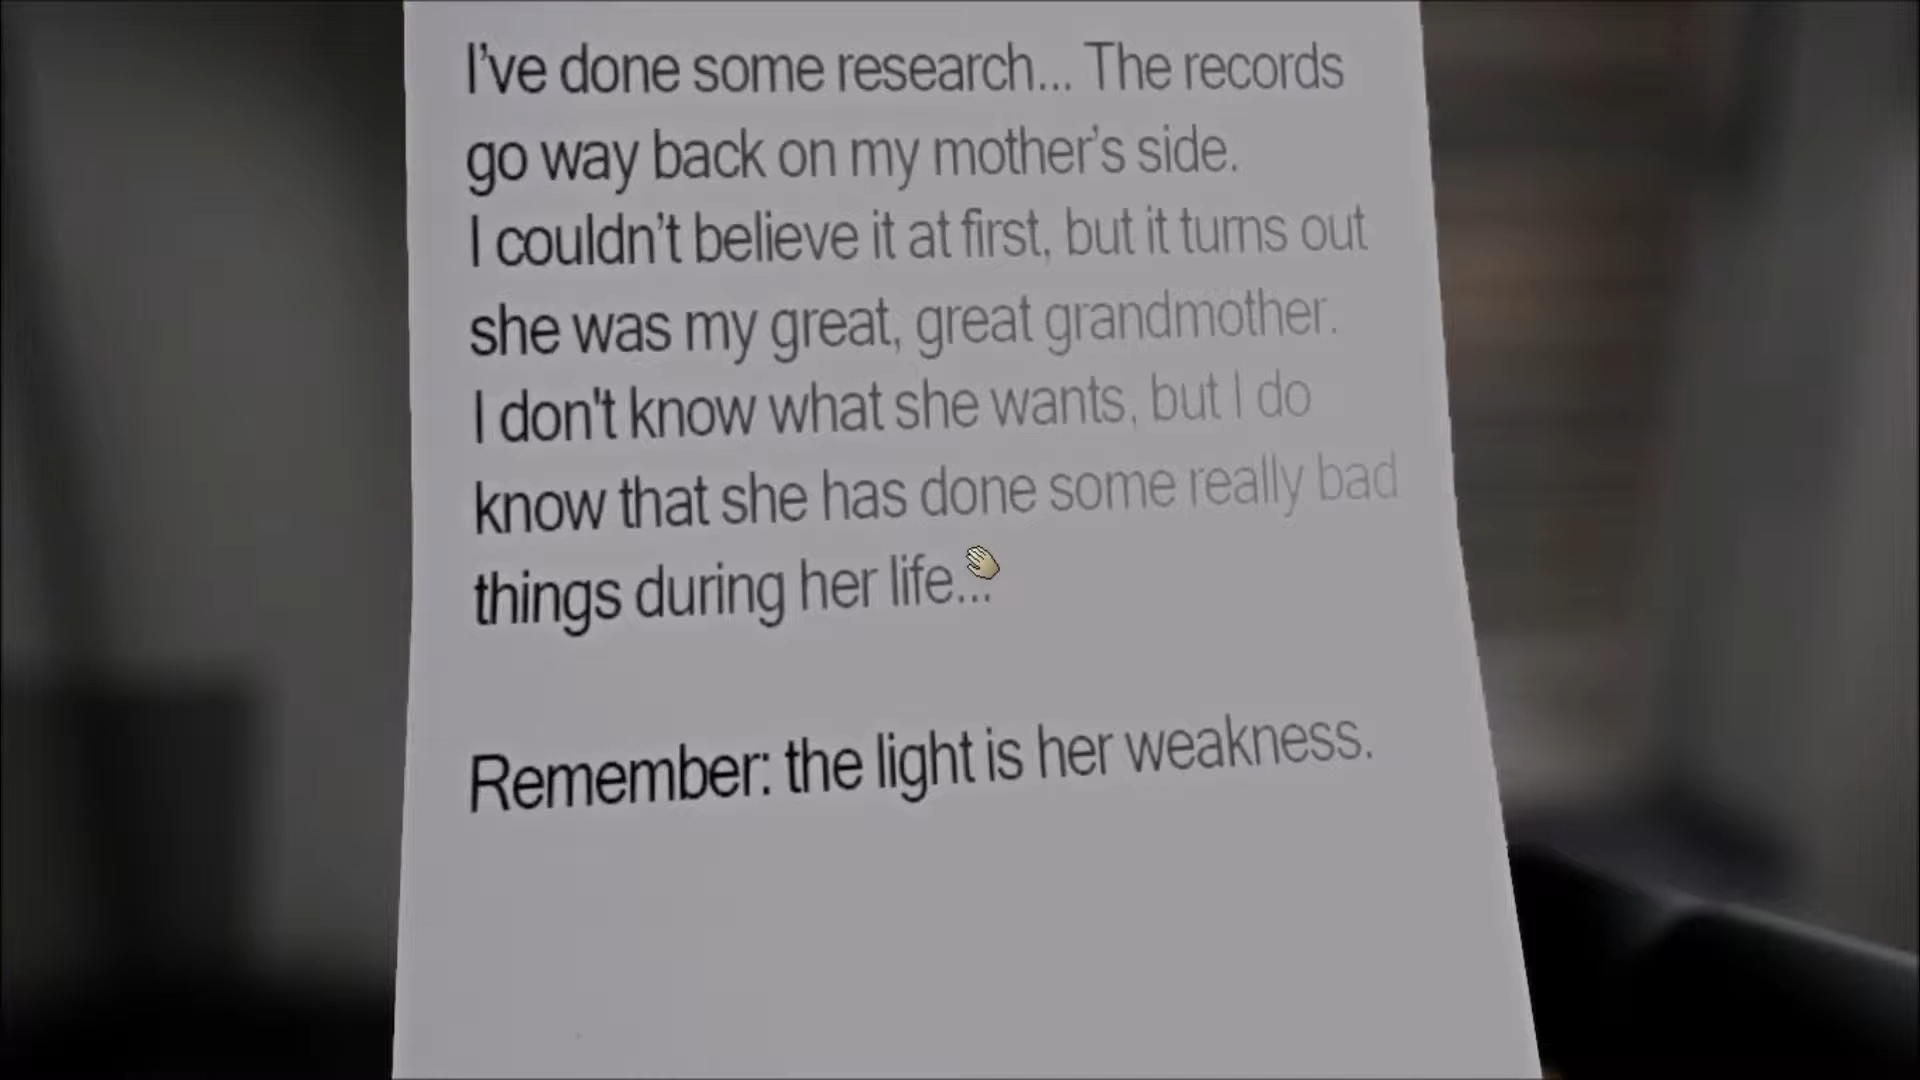 I've done some research... The records
go way back on my mother's side.
I couldn't believe it at first, but it turns out
she was my great, great grandmother.
I don't know what she wants, but I do
know that she has done some really bad
things during her life...
Remember: the light is her weakness.